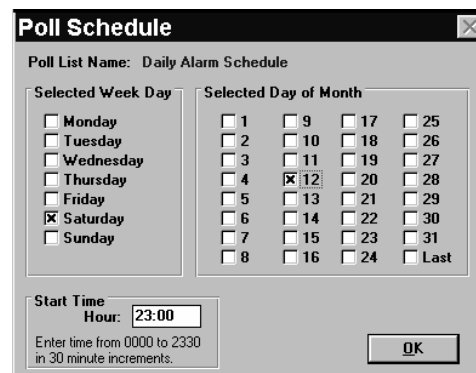 Poll Schedule
Poll List Name: Daily Alarm Schedule
Selected Week Day
Monday
Tuesday
Wednesday
Thursday
Friday
Saturday
Sunday
Selected Day of Month
1 9 17 25
2 10 18 26
3 11 19 27
4 12 20 28
5 13 21 29
6 14 22 30
7 15 23 31
8 16 24 Last
Start Time
Hour: 23:00
Enter time from 0000 to 2330
in 30 minute increments.
OK